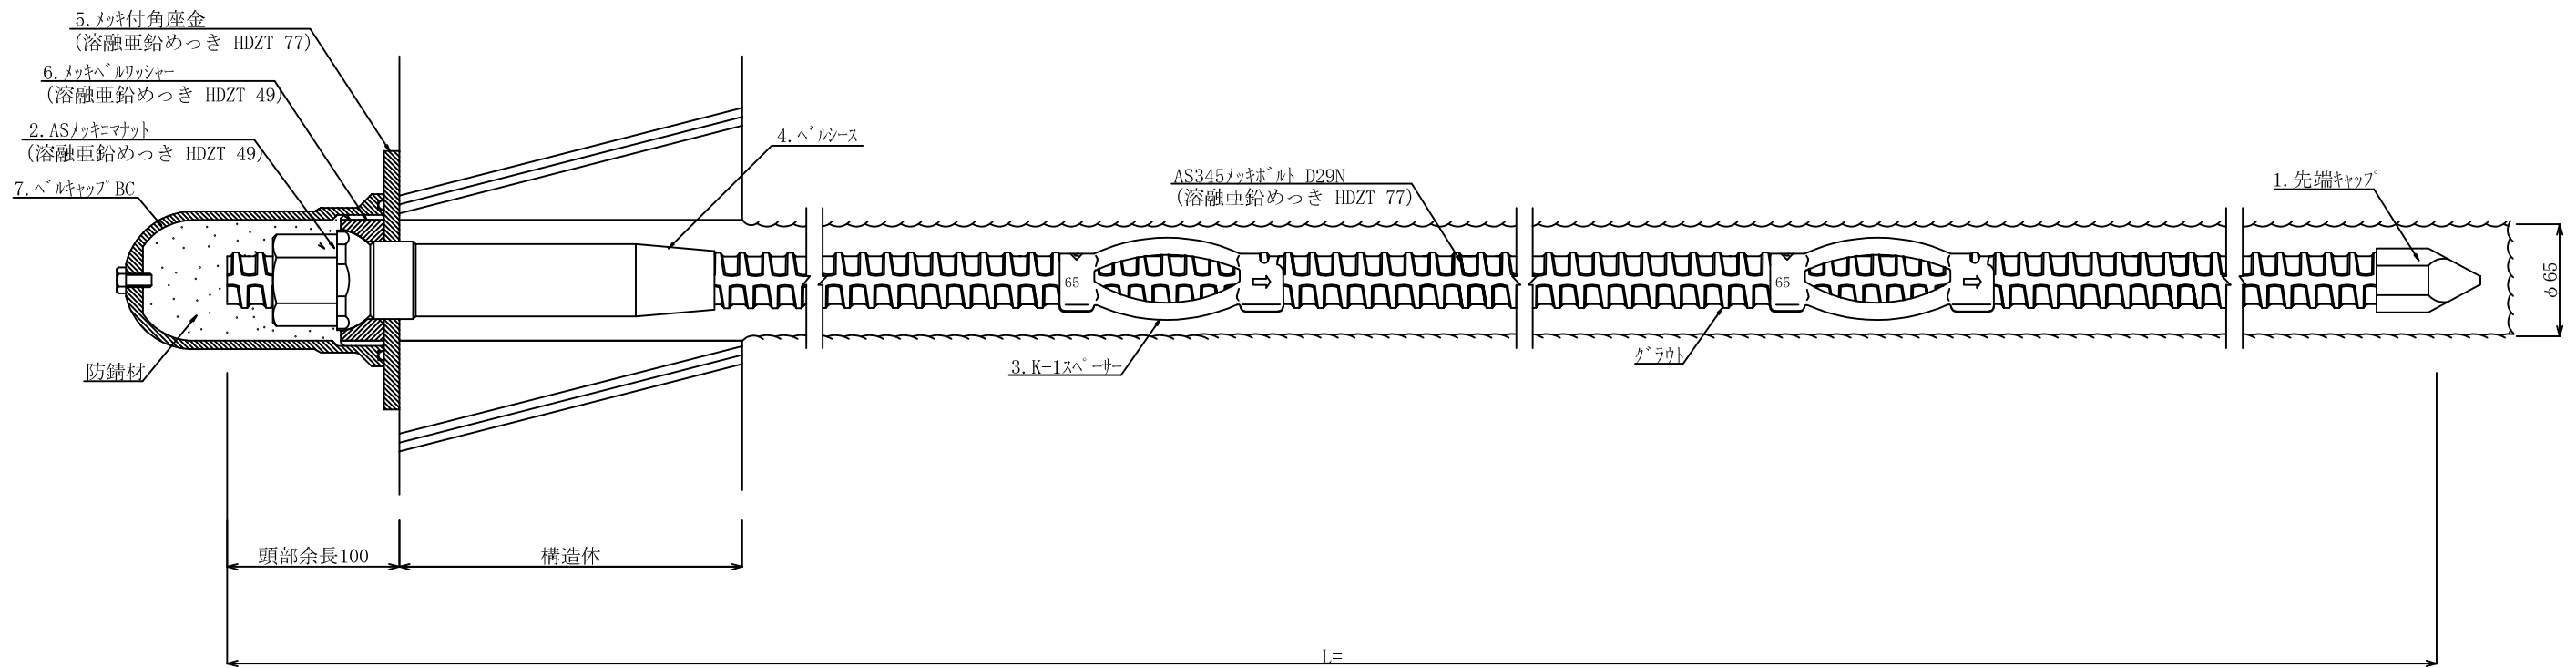 5.メッキ付角座金
(溶融亜鉛めっき HDZT 77)
6.メッキベルワッシャー
(溶融亜鉛めっき HDZT 49)
2.ASメッキコマナット
(溶融亜鉛めっき HDZT 49)
7.ベルキャップBC
防錆材
4.ベルシース
AS345メッキボルト D29N
(溶融亜鉛めっき HDZT 77)
1.先端キャップ
65
65
φ65
3.K-1スペーサー
グラウト
頭部余長100
構造体
L=